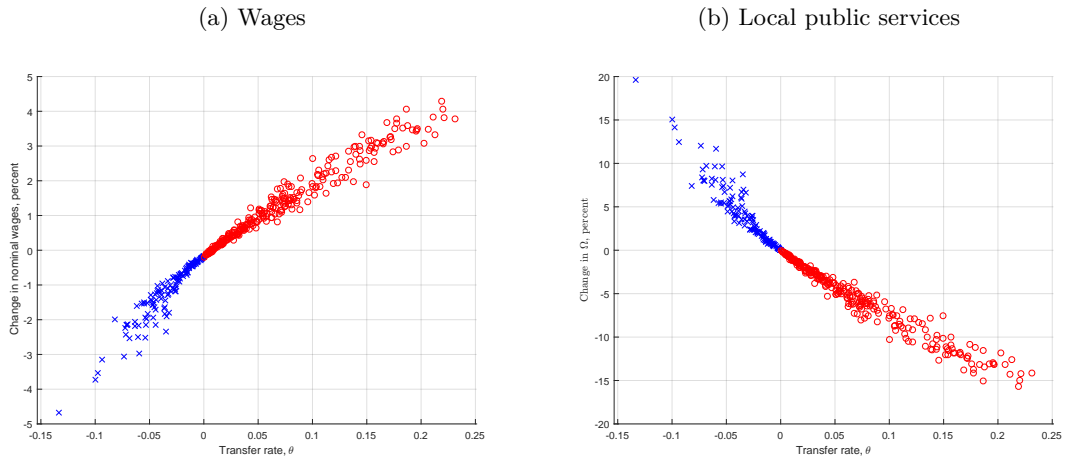 (a) Wages
(b) Local public services
5
4
3
2
1
0
-1
-2
-3
-4
-5
Change in nominal wages, percent
-0.15 -0.1 -0.05 0 0.05 0.1 0.15 0.2 0.25
Transfer rate, θ
20
15
10
5
0
-5
-10
-15
-20
Change in Ω, percent
-0.15 -0.1 -0.05 0 0.05 0.1 0.15 0.2 0.25
Transfer rate, θ